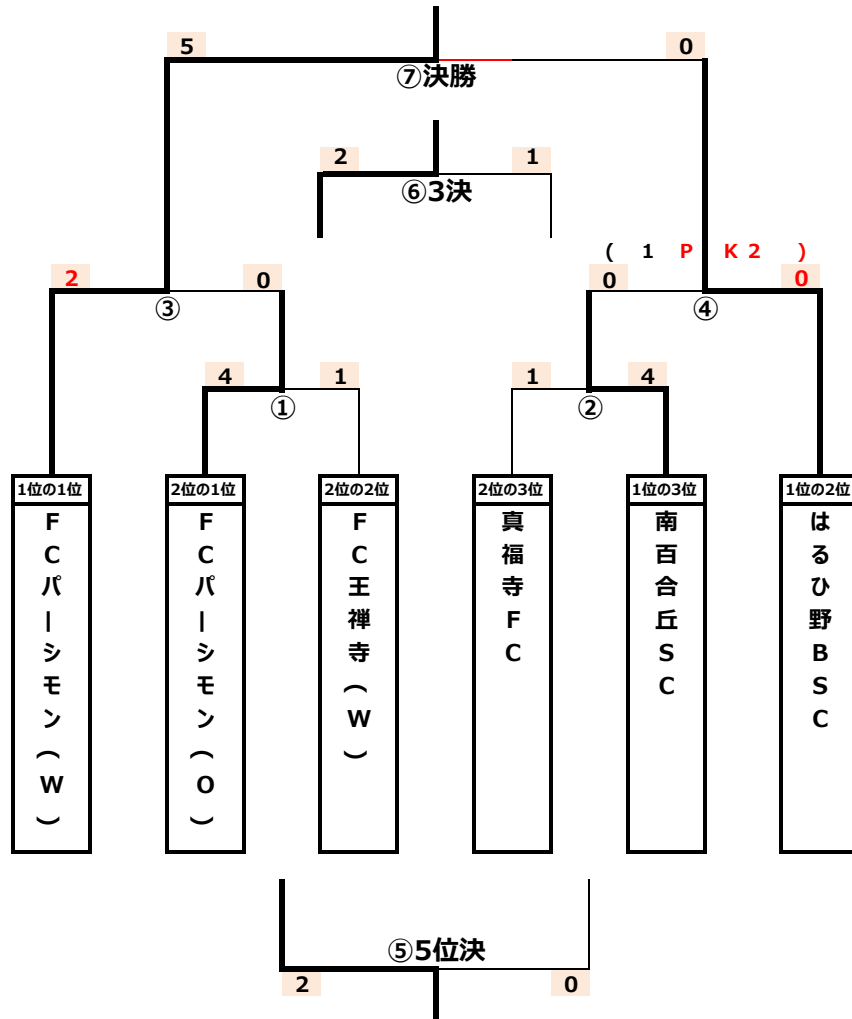 5 0
⑦決勝
2 1
⑥3決
( 1 P K 2 )
2 0 0 0
③ ④
4 1 1 4
① ②
1位の1位 2位の1位 2位の2位 2位の3位 1位の3位 1位の2位
FCパーシモン(W)
FCパーシモン(O)
FC王禅寺(W)
真福寺FC
南百合丘SC
はるひ野BSC
⑤5位決
2 0